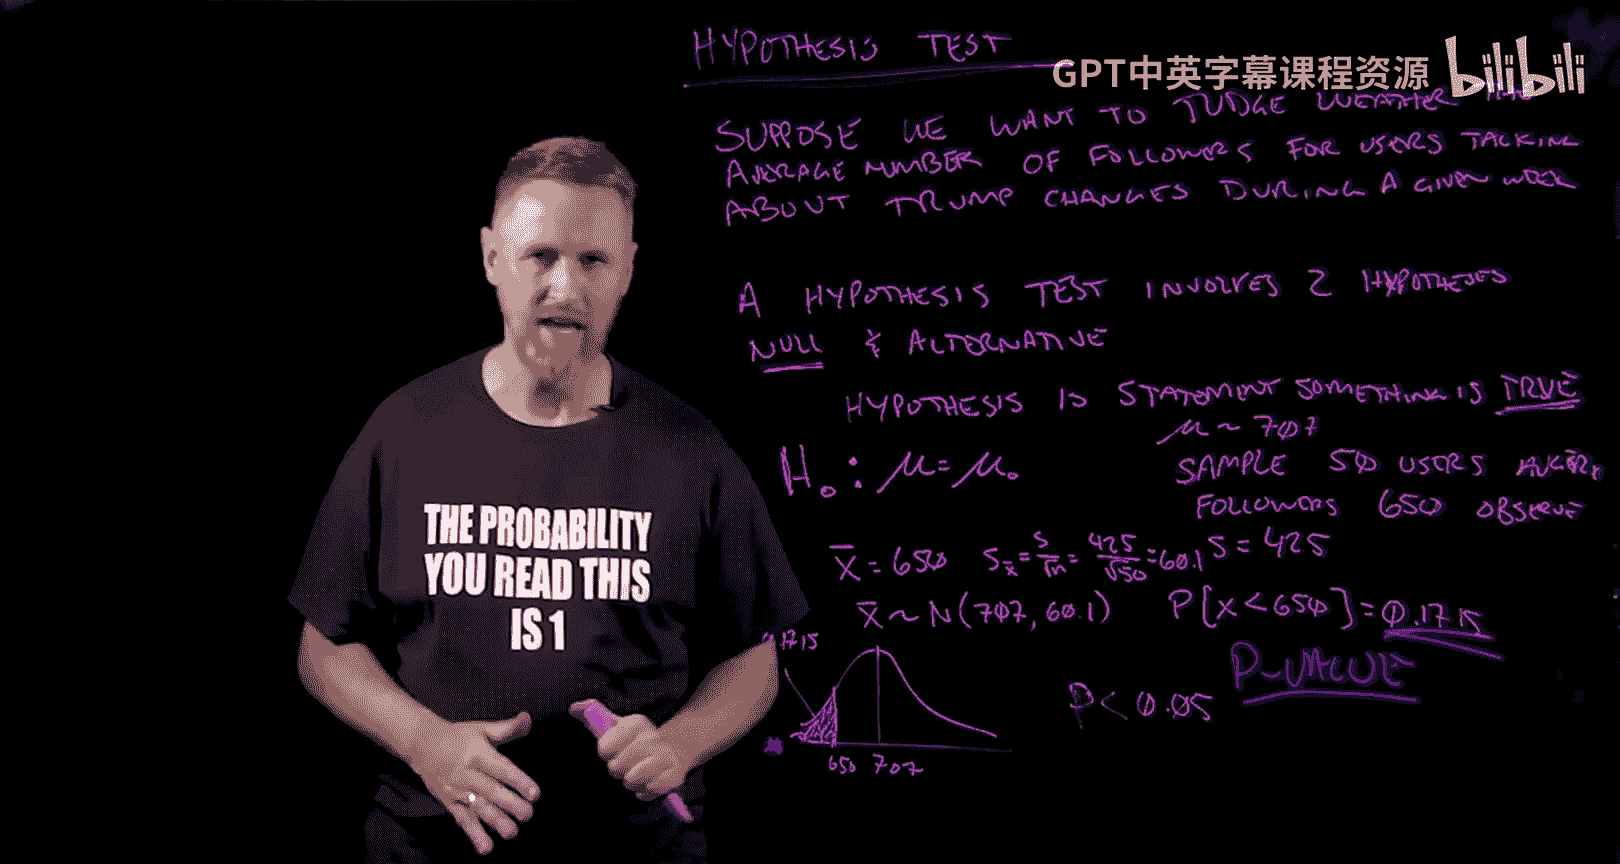 HYPOTHESIS TEST
GPT中英字幕课程资源 bilibili
SUPPOSE WE WANT TO JUDGE WEATHER
AVERAGE NUMBER OF FOLLOWERS FOR USERS TALKING
ABOUT TRUMP CHANGES DURING A GIVEN WEEK
A HYPOTHESIS TEST INVOLVES 2 HYPOTHESES
NULL & ALTERNATIVE
HYPOTHESIS IS STATEMENT SOMETHING IS TRUE
μ ~ 707
H₀ : μ = μ₀
SAMPLE 50 USERS
FOLLOWERS 650 OBSERVE
x̄ = 650 Sx̄ = s/√n = 425/√50 = 60.1 S = 425
x̄ ~ N(707, 60.1) P[X < 650] = 0.1715
P-VALUE
P < 0.05
650 707
THE PROBABILITY
YOU READ THIS
IS 1